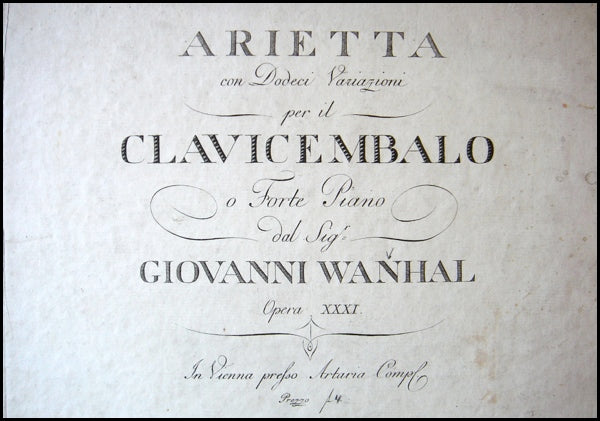 ARIETTA
con Dodeci Variazioni
per il
CLAVICEMBALO
o Forte Piano
dal Sigr.
GIOVANNI WAŇHAL
Opera XXXI.
In Vienna presso Artaria Comp.
Prezzo f4.